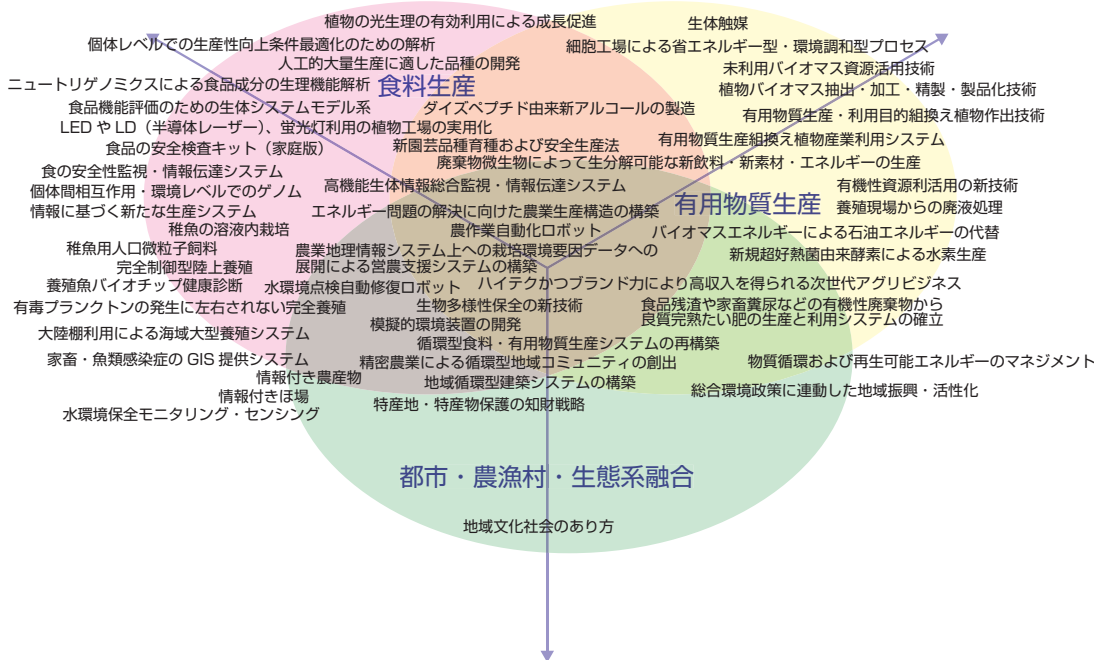 植物の光生理の有効利用による成長促進
生体触媒
個体レベルでの生産性向上条件最適化のための解析
細胞工場による省エネルギー型・環境調和型プロセス
人工的大量生産に適した品種の開発
未利用バイオマス資源活用技術
ニュートリゲノミクスによる食品成分の生理機能解析
食料生産
植物バイオマス抽出・加工・精製・製品化技術
食品機能評価のための生体システムモデル系
ダイズペプチド由来新アルコールの製造
有用物質生産・利用目的組換え植物作出技術
LED や LD（半導体レーザー）、蛍光灯利用の植物工場の実用化
食品の安全検査キット（家庭版）
新園芸品種育種および安全生産法
有用物質生産組換え植物産業利用システム
廃棄物微生物によって生分解可能な新飲料・新素材・エネルギーの生産
食の安全性監視・情報伝達システム
高機能生体情報総合監視・情報伝達システム
有機性資源利活用の新技術
個体間相互作用・環境レベルでのゲノム
情報に基づく新たな生産システム
エネルギー問題の解決に向けた農業生産構造の構築
有用物質生産
養殖現場からの廃液処理
稚魚の溶液内栽培
農作業自動化ロボット
バイオマスエネルギーによる石油エネルギーの代替
稚魚用人口微粒子飼料
農業地理情報システム上への栽培環境要因データへの
展開による営農支援システムの構築
新規超好熱菌由来酵素による水素生産
完全制御型陸上養殖
養殖魚バイオチップ健康診断
水環境点検自動修復ロボット
ハイテクかつブランド力により高収入を得られる次世代アグリビジネス
有毒プランクトンの発生に左右されない完全養殖
生物多様性保全の新技術
食品残渣や家畜糞尿などの有機性廃棄物から
良質完熟たい肥の生産と利用システムの確立
模擬的環境装置の開発
大陸棚利用による海域大型養殖システム
循環型食料・有用物質生産システムの再構築
家畜・魚類感染症の GIS 提供システム
精密農業による循環型地域コミュニティの創出
物質循環および再生可能エネルギーのマネジメント
情報付き農産物
地域循環型建築システムの構築
情報付きほ場
総合環境政策に連動した地域振興・活性化
水環境保全モニタリング・センシング
特産地・特産物保護の知財戦略
都市・農漁村・生態系融合
地域文化社会のあり方